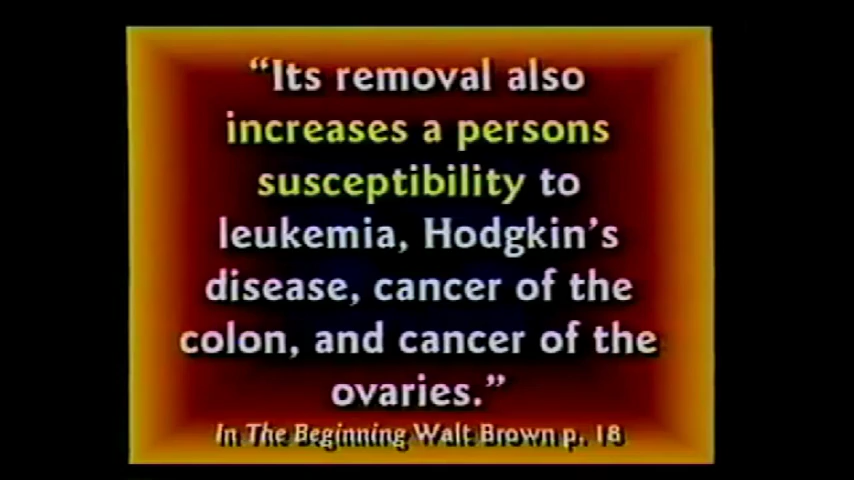 “Its removal also
increases a persons
susceptibility to
leukemia, Hodgkin’s
disease, cancer of the
colon, and cancer of the
ovaries.”
In The Beginning Walt Brown p. 18